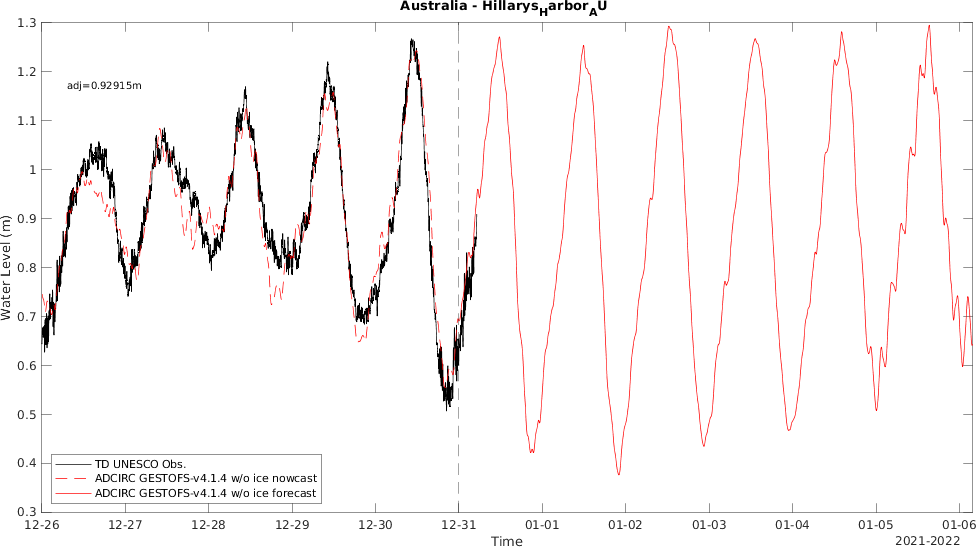 Australia - HillarysHarborAU
1.3
1.2
1.1
1
0.9
0.8
0.7
0.6
0.5
0.4
0.3
Water Level (m)
adj=0.92915m
TD UNESCO Obs.
ADCIRC GESTOFS-v4.1.4 w/o ice nowcast
ADCIRC GESTOFS-v4.1.4 w/o ice forecast
12-26 12-27 12-28 12-29 12-30 12-31 01-01 01-02 01-03 01-04 01-05 01-06
Time
2021-2022